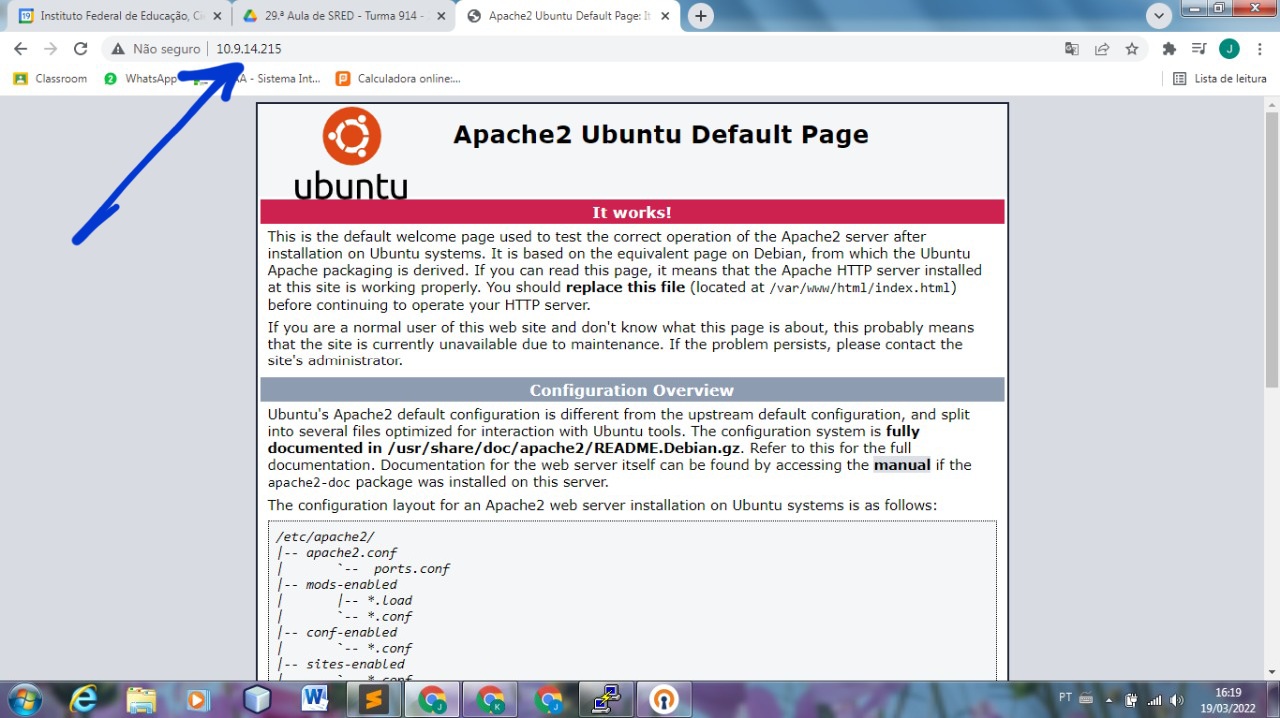 Instituto Federal de Educação, Ci
29.ª Aula de SRED - Turma 914 -
Apache2 Ubuntu Default Page: It
Não seguro | 10.9.14.215
Classroom
WhatsApp
A - Sistema Int...
Calculadora online:...
Lista de leitura
ubuntu
Apache2 Ubuntu Default Page
It works!
This is the default welcome page used to test the correct operation of the Apache2 server after
installation on Ubuntu systems. It is based on the equivalent page on Debian, from which the Ubuntu
Apache packaging is derived. If you can read this page, it means that the Apache HTTP server installed
at this site is working properly. You should replace this file (located at /var/www/html/index.html)
before continuing to operate your HTTP server.
If you are a normal user of this web site and don't know what this page is about, this probably means
that the site is currently unavailable due to maintenance. If the problem persists, please contact the
site's administrator.
Configuration Overview
Ubuntu's Apache2 default configuration is different from the upstream default configuration, and split
into several files optimized for interaction with Ubuntu tools. The configuration system is fully
documented in /usr/share/doc/apache2/README.Debian.gz. Refer to this for the full
documentation. Documentation for the web server itself can be found by accessing the manual if the
apache2-doc package was installed on this server.
The configuration layout for an Apache2 web server installation on Ubuntu systems is as follows:
/etc/apache2/
|-- apache2.conf
|       `--  ports.conf
|-- mods-enabled
|       |-- *.load
|       `-- *.conf
|-- conf-enabled
|       `-- *.conf
|-- sites-enabled
|       `-- *.conf
PT
16:19
19/03/2022